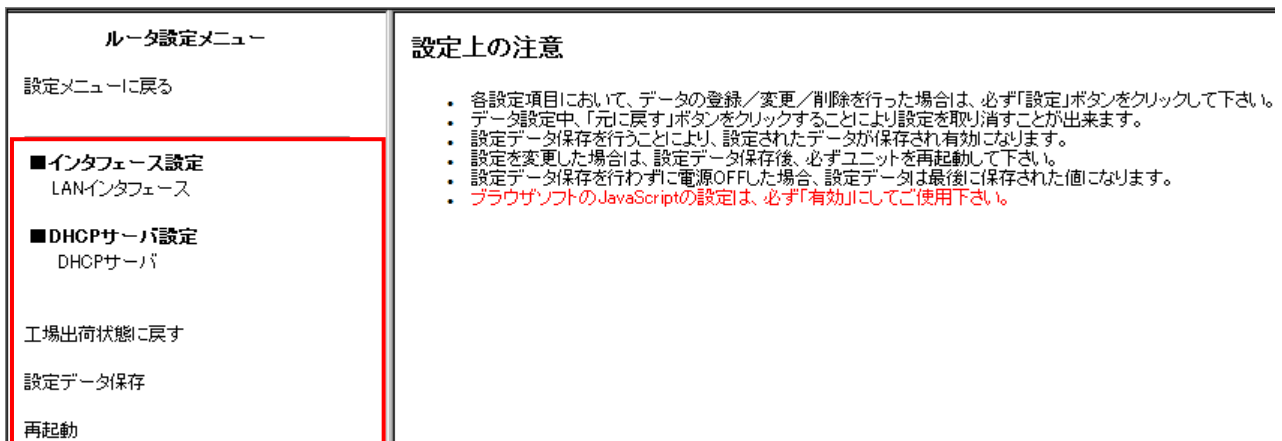 ルータ設定メニュー
設定メニューに戻る
■インタフェース設定
LANインタフェース
■DHCPサーバ設定
DHCPサーバ
工場出荷状態に戻す
設定データ保存
再起動
設定上の注意
・ 各設定項目において、データの登録／変更／削除を行った場合は、必ず「設定」ボタンをクリックして下さい。
・ データ設定中、「元に戻す」ボタンをクリックすることにより設定を取り消すことが出来ます。
・ 設定データ保存を行うことにより、設定されたデータが保存され有効になります。
・ 設定を変更した場合は、設定データ保存後、必ずユニットを再起動して下さい。
・ 設定データ保存を行わずに電源OFFした場合、設定データは最後に保存された値になります。
・ ブラウザソフトのJavaScriptの設定は、必ず「有効」にしてご使用下さい。